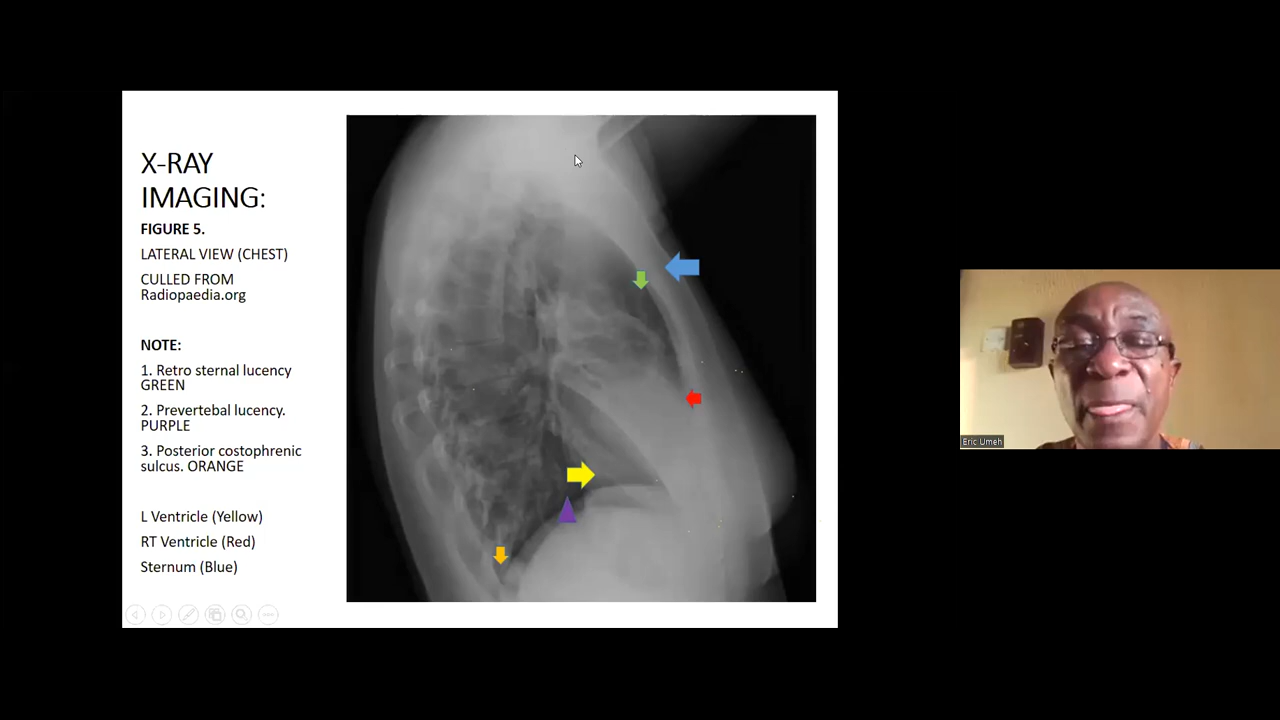 X-RAY
IMAGING:
FIGURE 5.
LATERAL VIEW (CHEST)
CULLED FROM
Radiopaedia.org
NOTE:
1. Retro sternal lucency
GREEN
2. Prevertebal lucency.
PURPLE
3. Posterior costophrenic
sulcus. ORANGE
L Ventricle (Yellow)
RT Ventricle (Red)
Sternum (Blue)
Eric Umeh